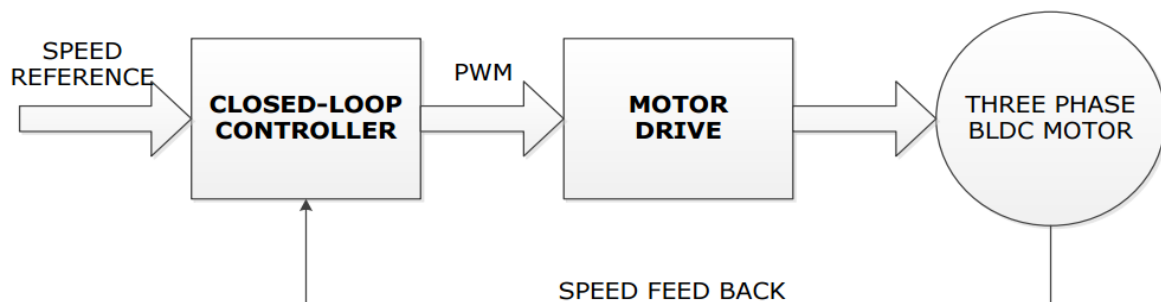 SPEED
REFERENCE
CLOSED-LOOP
CONTROLLER
PWM
MOTOR
DRIVE
THREE PHASE
BLDC MOTOR
SPEED FEED BACK